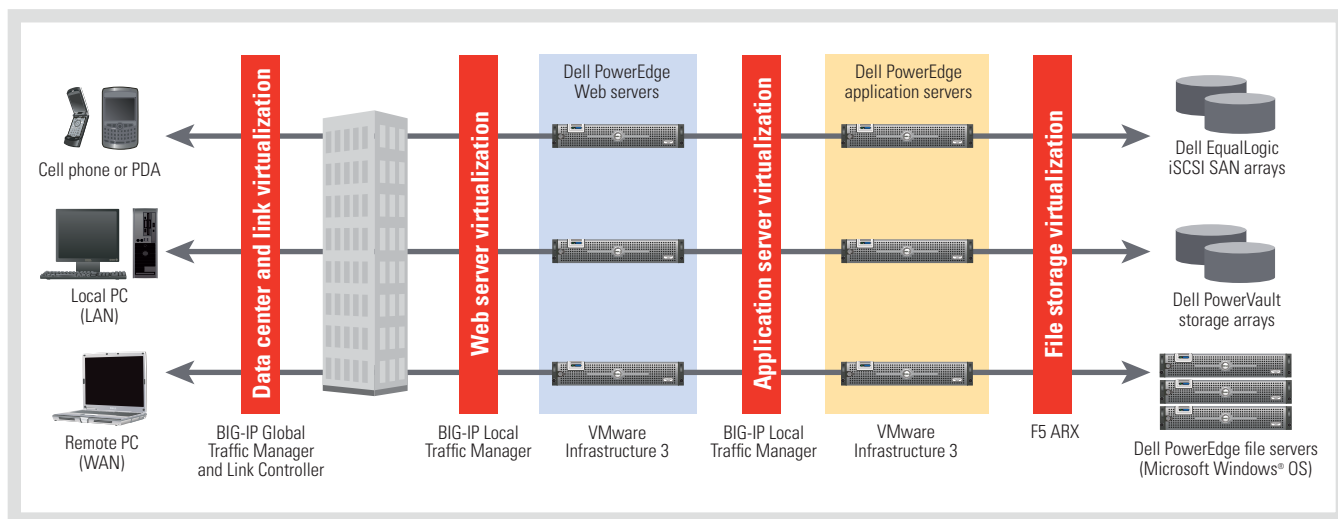 Dell PowerEdge
Web servers
Dell PowerEdge
application servers
Cell phone or PDA
Local PC
(LAN)
Remote PC
(WAN)
Data center and link virtualization
Web server virtualization
Application server virtualization
File storage virtualization
Dell EqualLogic
iSCSI SAN arrays
Dell PowerVault
storage arrays
Dell PowerEdge file servers
(Microsoft Windows® OS)
BIG-IP Global
Traffic Manager
and Link Controller
BIG-IP Local
Traffic Manager
VMware
Infrastructure 3
BIG-IP Local
Traffic Manager
VMware
Infrastructure 3
F5 ARX